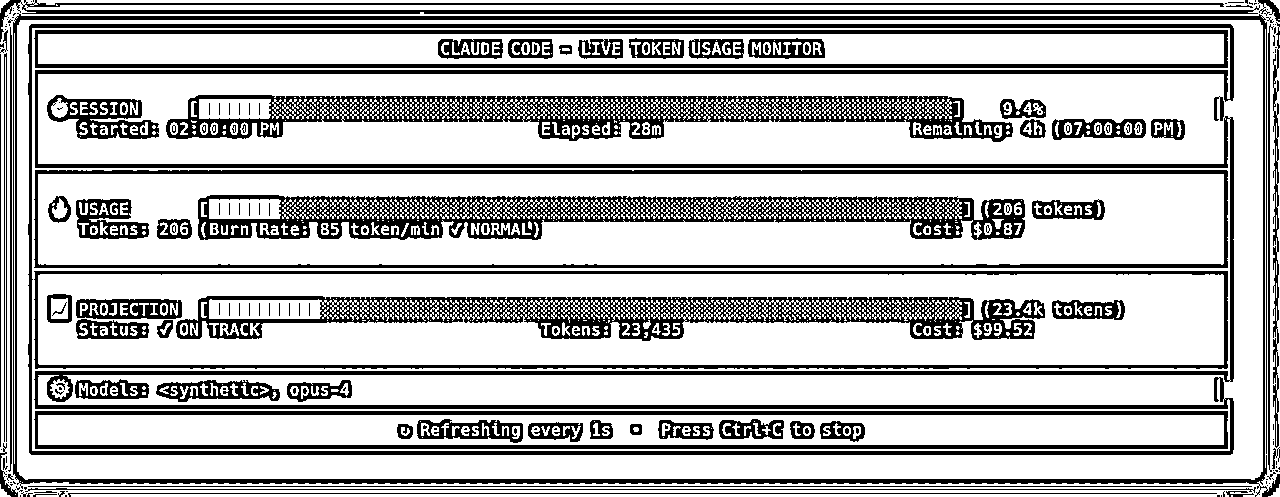 CLAUDE CODE - LIVE TOKEN USAGE MONITOR
SESSION [ ] 9.4%
Started: 02:00:00 PM Elapsed: 28m Remaining: 4h (07:00:00 PM)
USAGE [ ] (206 tokens)
Tokens: 206 (Burn Rate: 85 token/min ✓ NORMAL) Cost: $0.87
PROJECTION [ ] (23.4k tokens)
Status: ✓ ON TRACK Tokens: 23,435 Cost: $99.52
Models: <synthetic>, opus-4
↻ Refreshing every 1s • Press Ctrl+C to stop